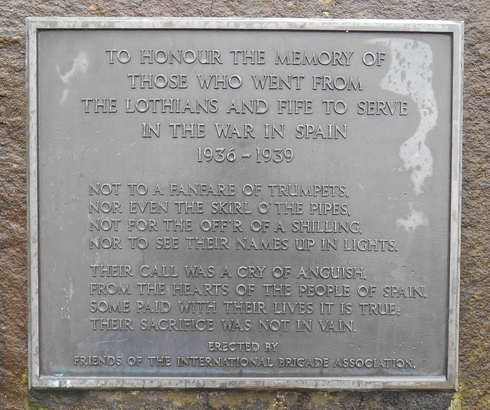 TO HONOUR THE MEMORY OF
THOSE WHO WENT FROM
THE LOTHIANS AND FIFE TO SERVE
IN THE WAR IN SPAIN
1936-1939
NOT TO A FANFARE OF TRUMPETS,
NOR EVEN THE SKIRL O' THE PIPES,
NOT FOR THE OFF'R OF A SHILLING,
NOR TO SEE THEIR NAMES UP IN LIGHTS.
THEIR CALL WAS A CRY OF ANGUISH,
FROM THE HEARTS OF THE PEOPLE OF SPAIN,
SOME PAID WITH THEIR LIVES IT IS TRUE:
THEIR SACRIFICE WAS NOT IN VAIN.
ERECTED BY
FRIENDS OF THE INTERNATIONAL BRIGADE ASSOCIATION.